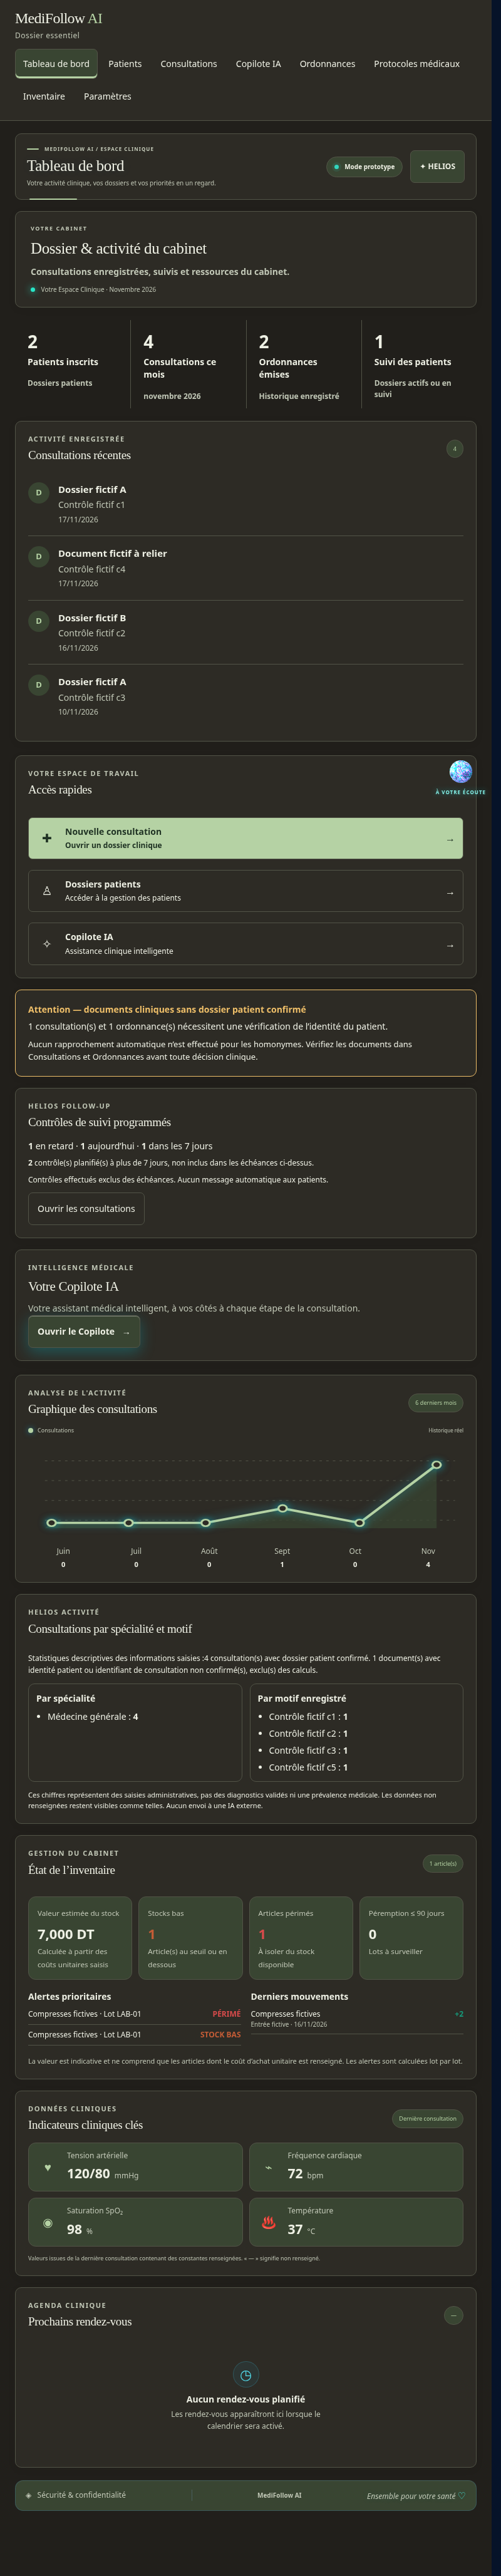 MediFollow AI
Dossier essentiel
Tableau de bord
Patients
Consultations
Copilote IA
Ordonnances
Protocoles médicaux
Inventaire
Paramètres
MEDIFOLLOW AI / ESPACE CLINIQUE
Tableau de bord
Votre activité clinique, vos dossiers et vos priorités en un regard.
Mode prototype
✦ HELIOS
VOTRE CABINET
Dossier & activité du cabinet
Consultations enregistrées, suivis et ressources du cabinet.
Votre Espace Clinique · Novembre 2026
2
Patients inscrits
Dossiers patients
4
Consultations ce
mois
novembre 2026
2
Ordonnances
émises
Historique enregistré
1
Suivi des patients
Dossiers actifs ou en
suivi
ACTIVITÉ ENREGISTRÉE
Consultations récentes
4
D
Dossier fictif A
Contrôle fictif c1
17/11/2026
D
Document fictif à relier
Contrôle fictif c4
17/11/2026
D
Dossier fictif B
Contrôle fictif c2
16/11/2026
D
Dossier fictif A
Contrôle fictif c3
10/11/2026
VOTRE ESPACE DE TRAVAIL
Accès rapides
À VOTRE ÉCOUTE
Nouvelle consultation
Ouvrir un dossier clinique
→
Dossiers patients
Accéder à la gestion des patients
→
Copilote IA
Assistance clinique intelligente
→
Attention — documents cliniques sans dossier patient confirmé
1 consultation(s) et 1 ordonnance(s) nécessitent une vérification de l'identité du patient.
Aucun rapprochement automatique n'est effectué pour les homonymes. Vérifiez les documents dans
Consultations et Ordonnances avant toute décision clinique.
HELIOS FOLLOW-UP
Contrôles de suivi programmés
1 en retard · 1 aujourd'hui · 1 dans les 7 jours
2 contrôle(s) planifié(s) à plus de 7 jours, non inclus dans les échéances ci-dessus.
Contrôles effectués exclus des échéances. Aucun message automatique aux patients.
Ouvrir les consultations
INTELLIGENCE MÉDICALE
Votre Copilote IA
Votre assistant médical intelligent, à vos côtés à chaque étape de la consultation.
Ouvrir le Copilote →
ANALYSE DE L'ACTIVITÉ
Graphique des consultations
6 derniers mois
Consultations
Historique réel
Juin
Juil
Août
Sept
Oct
Nov
0
0
0
1
0
4
HELIOS ACTIVITÉ
Consultations par spécialité et motif
Statistiques descriptives des informations saisies :4 consultation(s) avec dossier patient confirmé. 1 document(s) avec
identité patient ou identifiant de consultation non confirmé(s), exclu(s) des calculs.
Par spécialité
• Médecine générale : 4
Par motif enregistré
• Contrôle fictif c1 : 1
• Contrôle fictif c2 : 1
• Contrôle fictif c3 : 1
• Contrôle fictif c5 : 1
Ces chiffres représentent des saisies administratives, pas des diagnostics validés ni une prévalence médicale. Les données non
renseignées restent visibles comme telles. Aucun envoi à une IA externe.
GESTION DU CABINET
État de l'inventaire
1 article(s)
Valeur estimée du stock
7,000 DT
Calculée à partir des
coûts unitaires saisis
Stocks bas
1
Article(s) au seuil ou en
dessous
Articles périmés
1
À isoler du stock
disponible
Péremption ≤ 90 jours
0
Lots à surveiller
Alertes prioritaires
Compresses fictives · Lot LAB-01 PÉRIMÉ
Compresses fictives · Lot LAB-01 STOCK BAS
Derniers mouvements
Compresses fictives +2
Entrée fictive · 16/11/2026
La valeur est indicative et ne comprend que les articles dont le coût d'achat unitaire est renseigné. Les alertes sont calculées lot par lot.
DONNÉES CLINIQUES
Indicateurs cliniques clés
Dernière consultation
Tension artérielle
120/80 mmHg
Fréquence cardiaque
72 bpm
Saturation SpO₂
98 %
Température
37 °C
Valeurs issues de la dernière consultation contenant des constantes renseignées. « — » signifie non renseigné.
AGENDA CLINIQUE
Prochains rendez-vous
—
Aucun rendez-vous planifié
Les rendez-vous apparaîtront ici lorsque le
calendrier sera activé.
Sécurité & confidentialité
MediFollow AI
Ensemble pour votre santé ♡